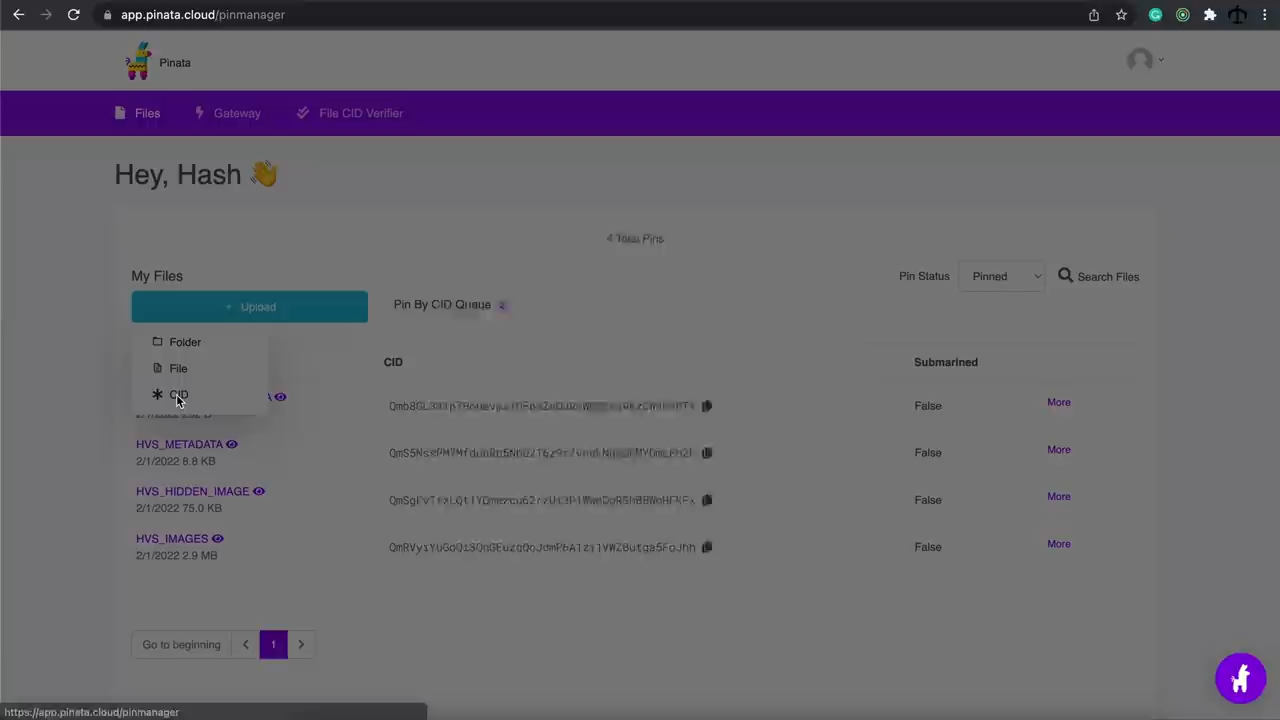 app.pinata.cloud/pinmanager
Pinata
Files Gateway File CID Verifier
Hey, Hash 👋
4 Total Pins
My Files
Pin Status Pinned Search Files
+ Upload
Pin By CID Queue 2
Folder
File
CID
CID Submarined
A
False More
HVS_METADATA
2/1/2022 8.8 KB
False More
HVS_HIDDEN_IMAGE
2/1/2022 75.0 KB
False More
HVS_IMAGES
2/1/2022 2.9 MB
False More
Go to beginning 1
https://app.pinata.cloud/pinmanager